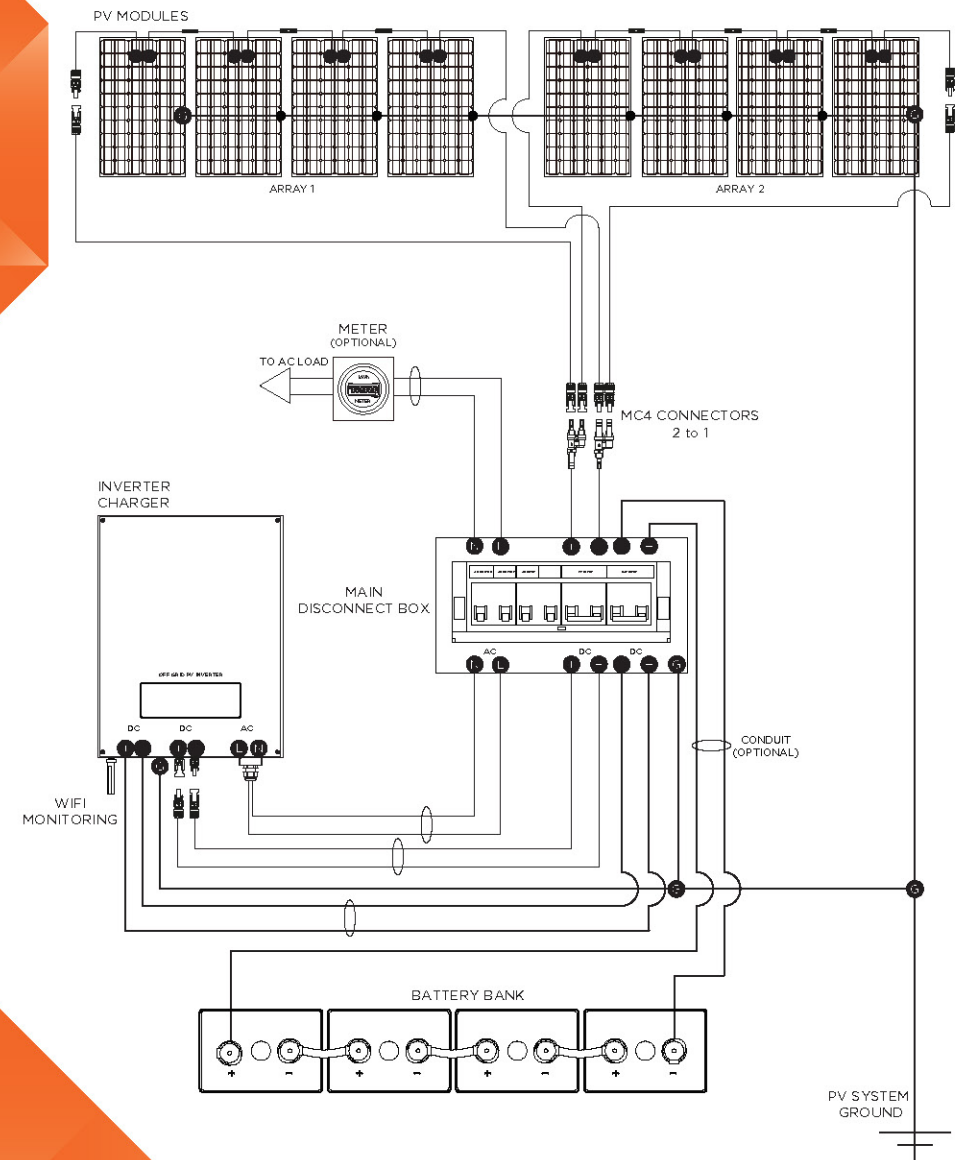 PV MODULES
ARRAY 1
ARRAY 2
METER
(OPTIONAL)
TO AC LOAD
METER
MC4 CONNECTORS
2 to 1
INVERTER
CHARGER
MAIN
DISCONNECT BOX
N L
AC DC DC
N L G
OFF GRID PV INVERTER
DC DC AC
L N
G
CONDUIT
(OPTIONAL)
WIFI
MONITORING
G
BATTERY BANK
+ - + - + - + -
PV SYSTEM
GROUND